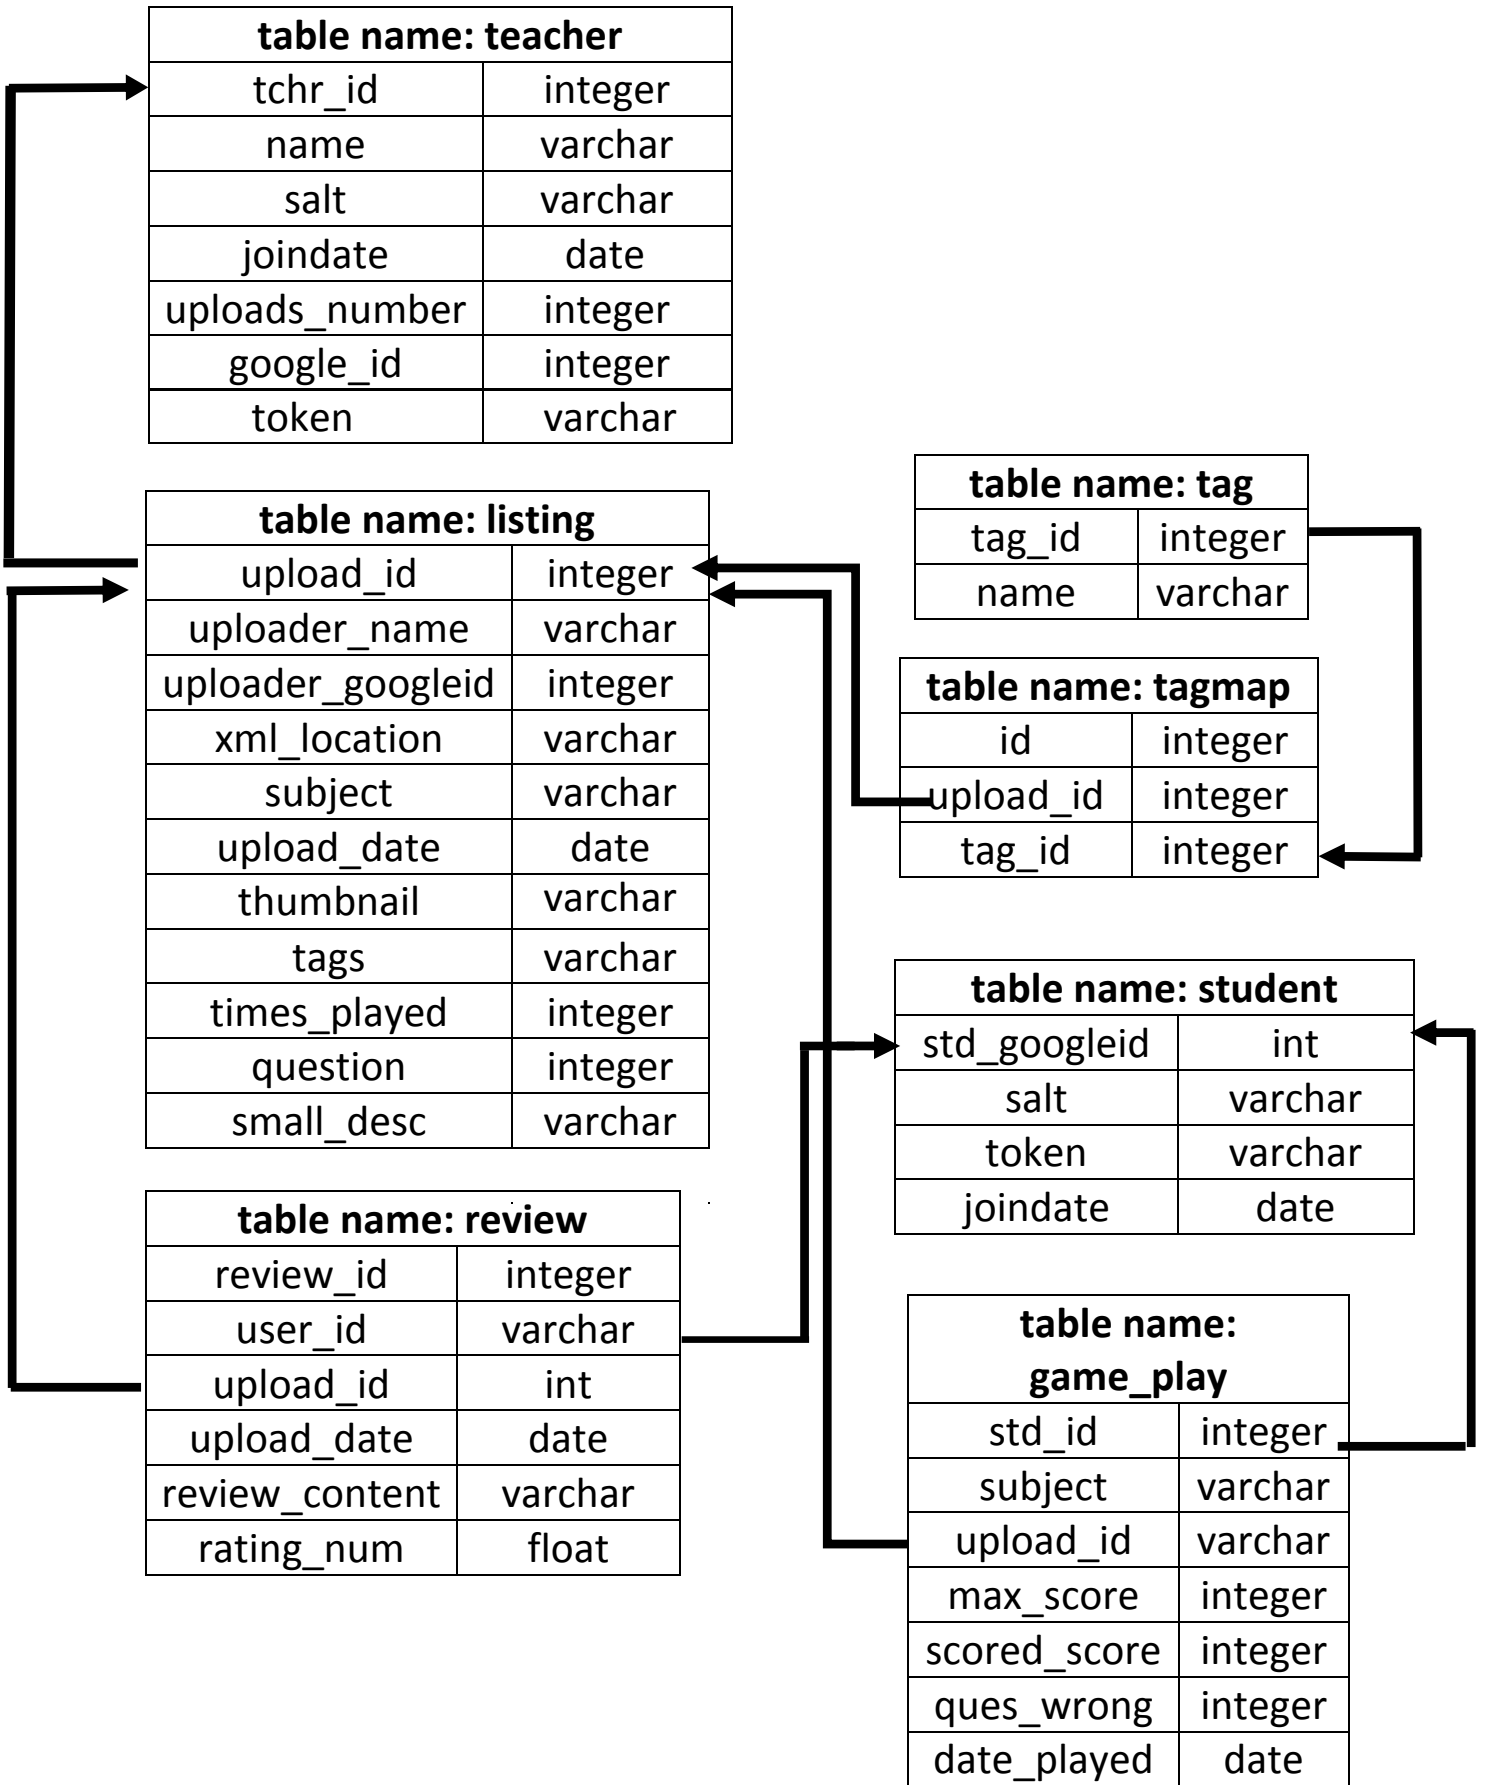 table name: teacher
tchr_id integer
name varchar
salt varchar
joindate date
uploads_number integer
google_id integer
token varchar
table name: listing
upload_id integer
uploader_name varchar
uploader_googleid integer
xml_location varchar
subject varchar
upload_date date
thumbnail varchar
tags varchar
times_played integer
question integer
small_desc varchar
table name: review
review_id integer
user_id varchar
upload_id int
upload_date date
review_content varchar
rating_num float
table name: tag
tag_id integer
name varchar
table name: tagmap
id integer
upload_id integer
tag_id integer
table name: student
std_googleid int
salt varchar
token varchar
joindate date
table name:
game_play
std_id integer
subject varchar
upload_id varchar
max_score integer
scored_score integer
ques_wrong integer
date_played date